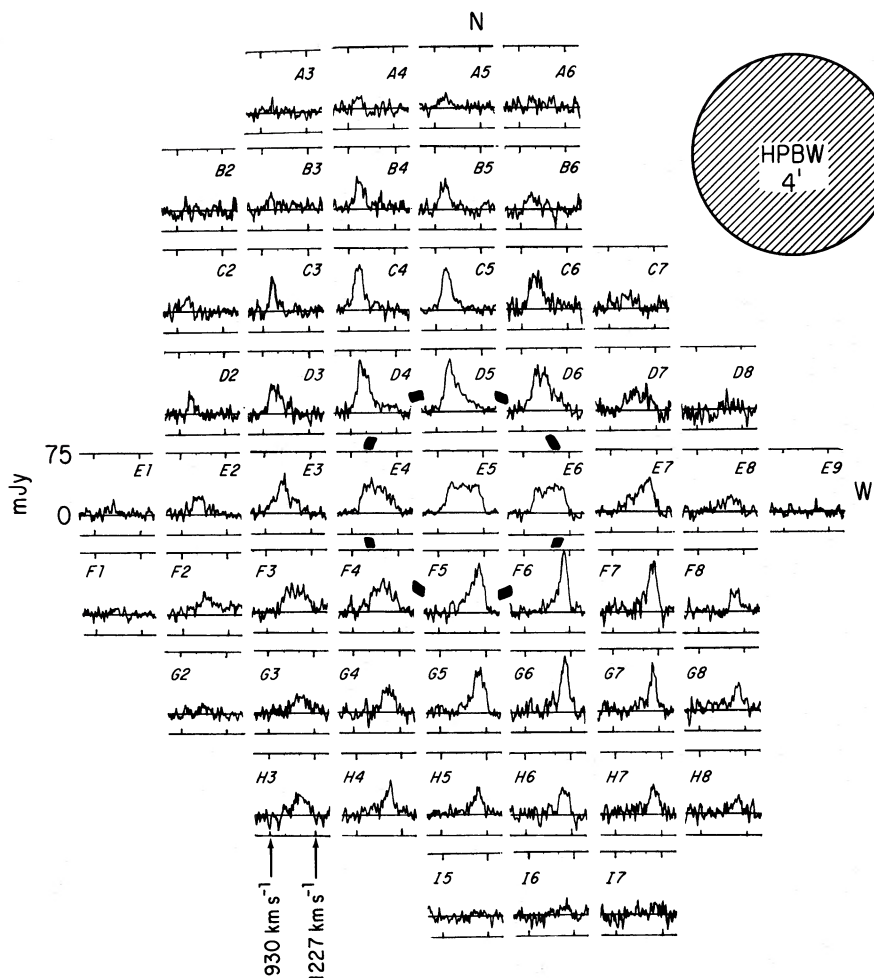 N
A3 A4 A5 A6
HPBW
4'
B2 B3 B4 B5 B6
C2 C3 C4 C5 C6 C7
D2 D3 D4 D5 D6 D7 D8
75
mJy
0
E1 E2 E3 E4 E5 E6 E7 E8 E9
W
F1 F2 F3 F4 F5 F6 F7 F8
G2 G3 G4 G5 G6 G7 G8
H3 H4 H5 H6 H7 H8
I5 I6 I7
930 km s⁻¹
1227 km s⁻¹